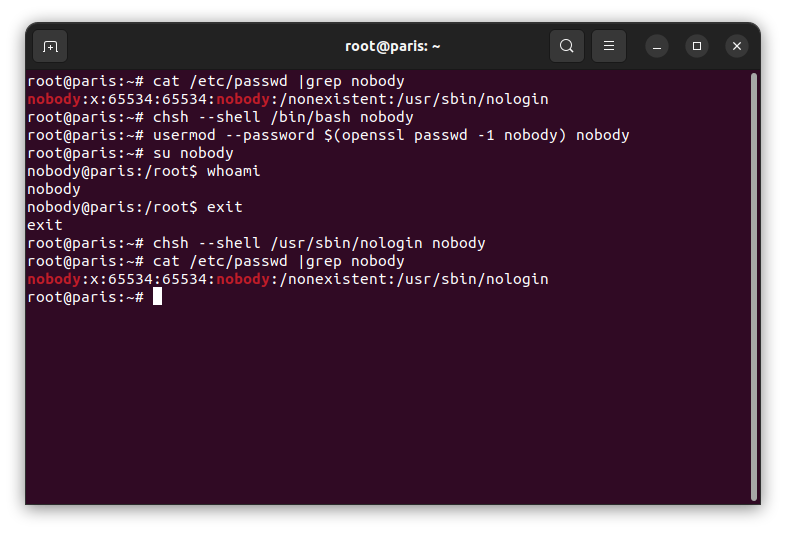 root@paris: ~
root@paris:~# cat /etc/passwd |grep nobody
nobody:x:65534:65534:nobody:/nonexistent:/usr/sbin/nologin
root@paris:~# chsh --shell /bin/bash nobody
root@paris:~# usermod --password $(openssl passwd -1 nobody) nobody
root@paris:~# su nobody
nobody@paris:/root$ whoami
nobody
nobody@paris:/root$ exit
exit
root@paris:~# chsh --shell /usr/sbin/nologin nobody
root@paris:~# cat /etc/passwd |grep nobody
nobody:x:65534:65534:nobody:/nonexistent:/usr/sbin/nologin
root@paris:~#